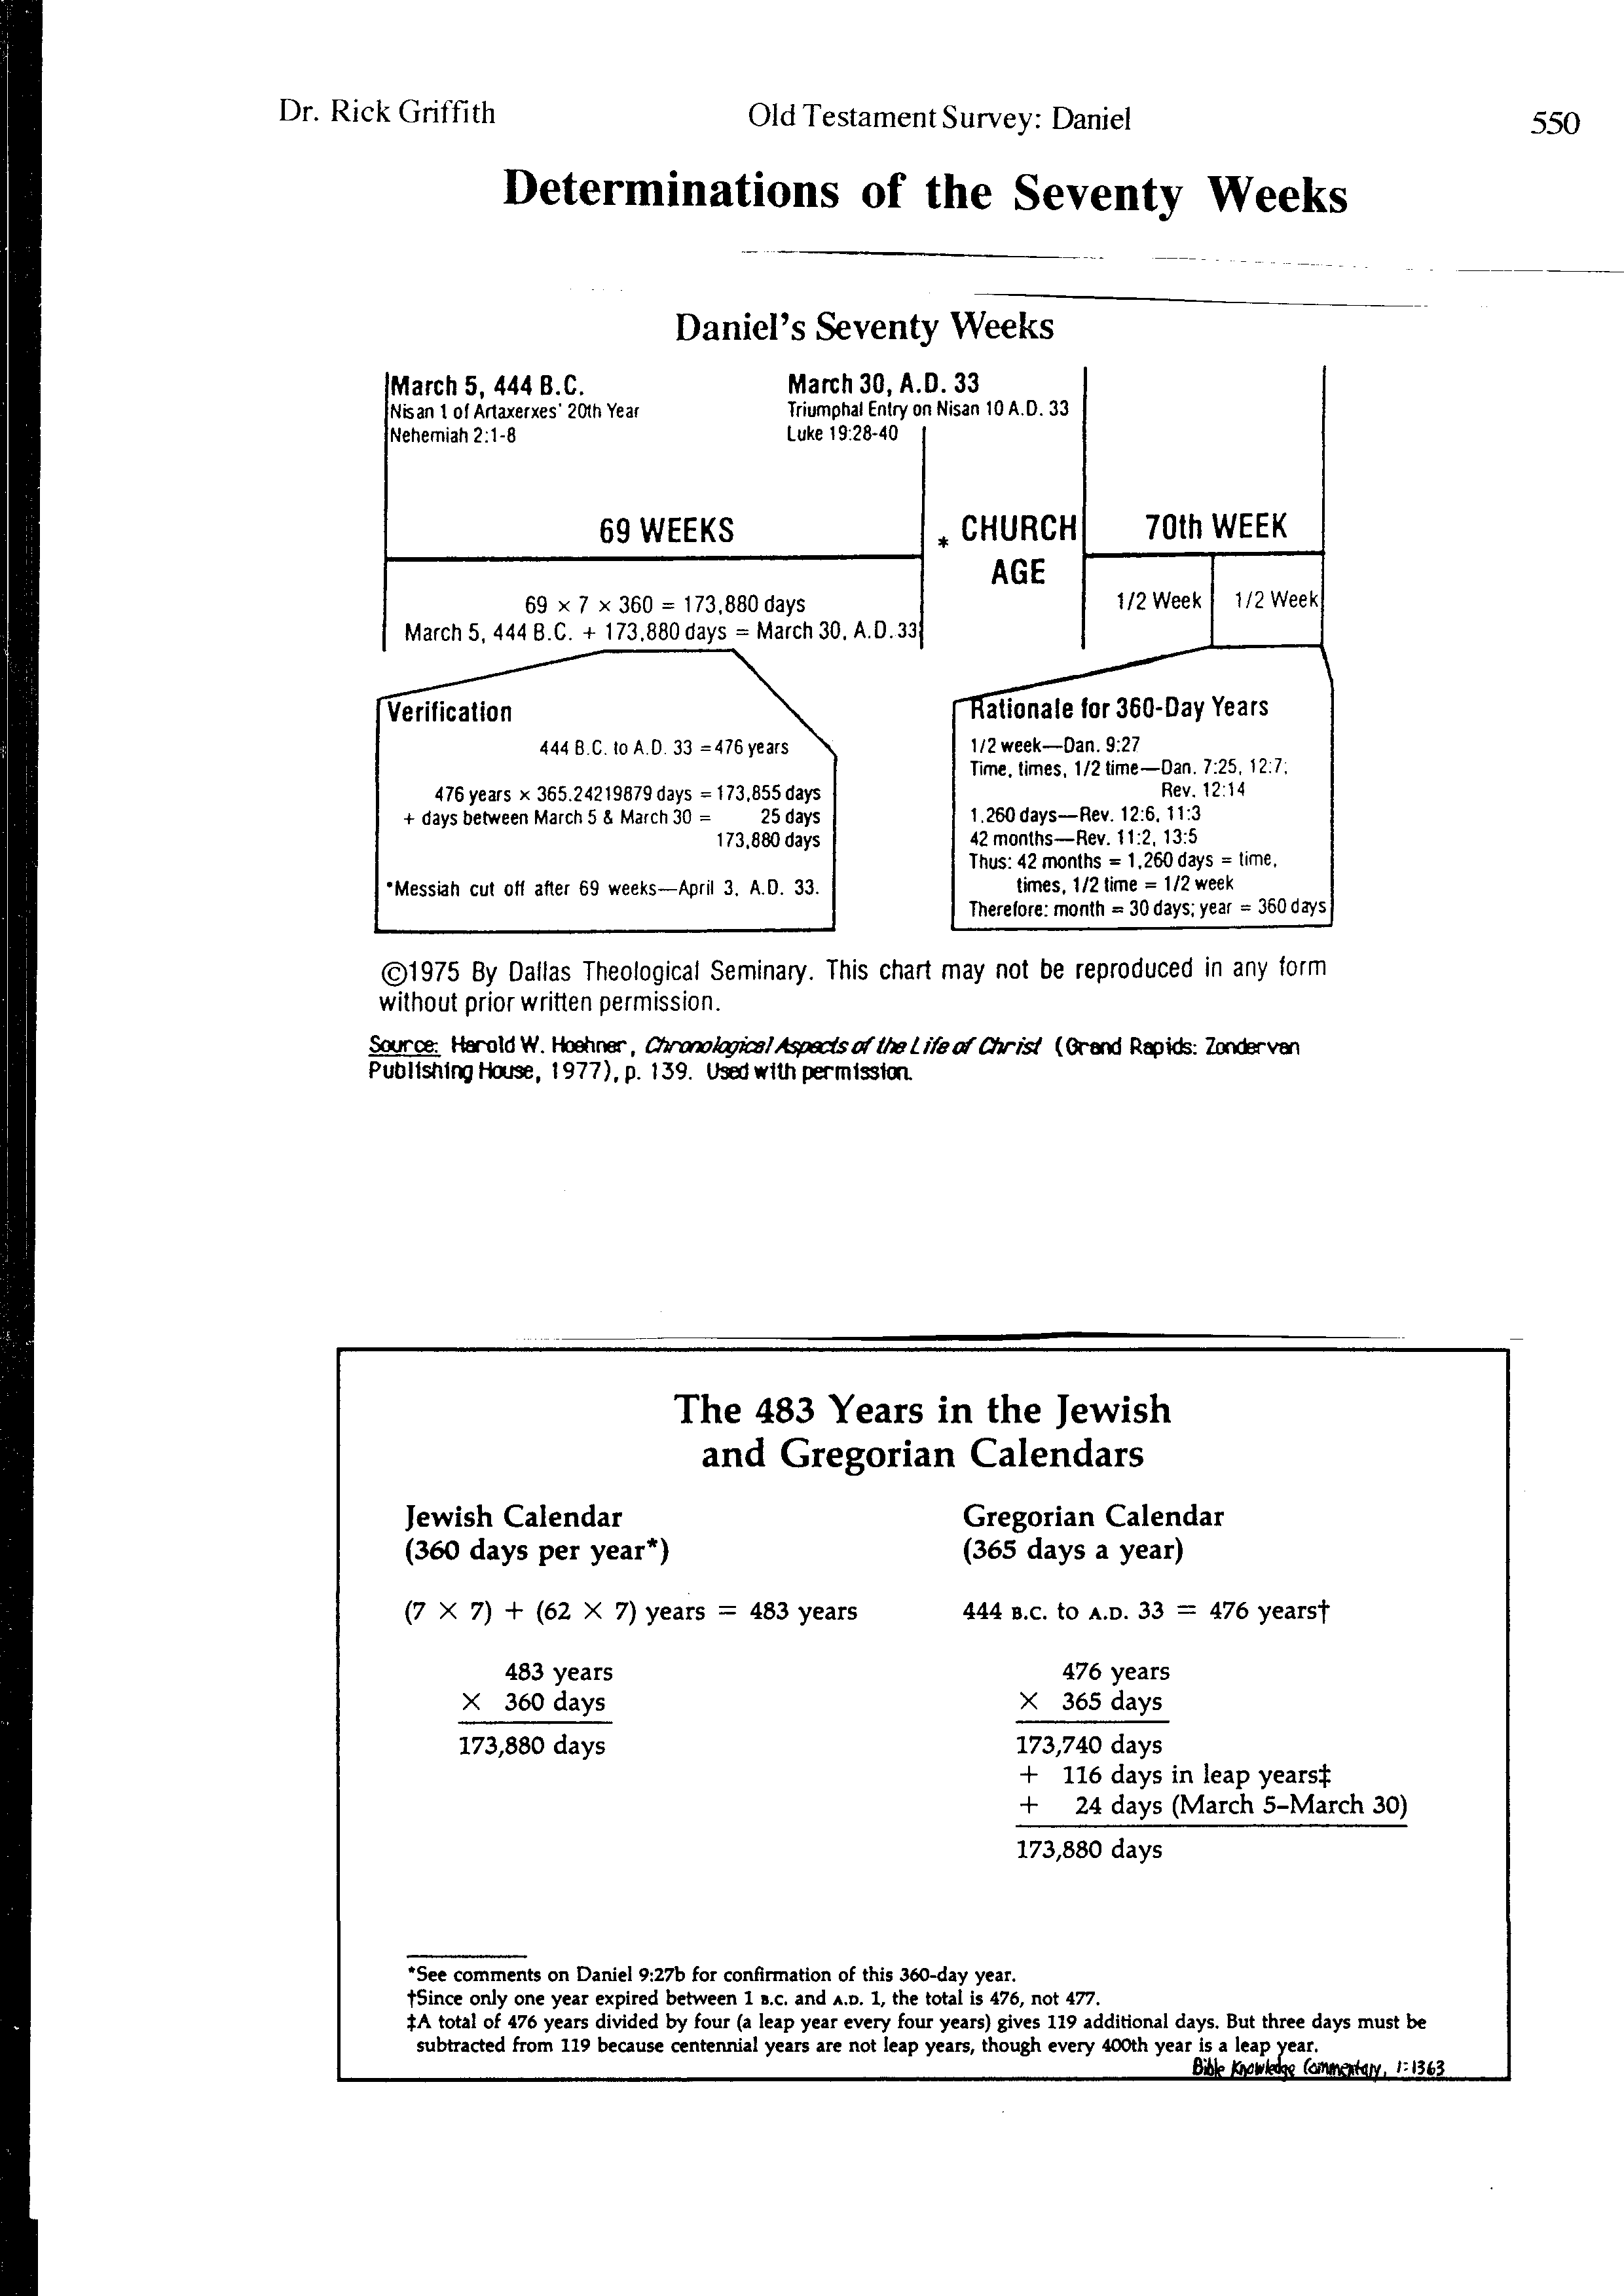 Dr. Rick Griffith
Old Testament Survey: Daniel
550
Determinations of the Seventy Weeks
Daniel's Seventy Weeks
March 5, 444 B.C.
Nisan 1 of Artaxerxes' 20th Year
Nehemiah 2:1-8
March 30, A.D. 33
Triumphal Entry on Nisan 10 A.D. 33
Luke 19:28-40
69 WEEKS
* CHURCH
AGE
70th WEEK
69 × 7 × 360 = 173,880 days
March 5, 444 B.C. + 173,880 days = March 30, A.D. 33
1/2 Week
1/2 Week
Verification
444 B.C. to A.D. 33 = 476 years
476 years × 365.24219879 days = 173,855 days
+ days between March 5 & March 30 = 25 days
173,880 days
*Messiah cut off after 69 weeks—April 3, A.D. 33.
Rationale for 360-Day Years
1/2 week—Dan. 9:27
Time, times, 1/2 time—Dan. 7:25, 12:7;
Rev. 12:14
1,260 days—Rev. 12:6, 11:3
42 months—Rev. 11:2, 13:5
Thus: 42 months = 1,260 days = time,
times, 1/2 time = 1/2 week
Therefore: month = 30 days; year = 360 days
©1975 By Dallas Theological Seminary. This chart may not be reproduced in any form
without prior written permission.
Source: Harold W. Hoehner, Chronological Aspects of the Life of Christ (Grand Rapids: Zondervan
Publishing House, 1977), p. 139. Used with permission.
The 483 Years in the Jewish
and Gregorian Calendars
Jewish Calendar
(360 days per year*)
(7 × 7) + (62 × 7) years = 483 years
483 years
× 360 days
173,880 days
Gregorian Calendar
(365 days a year)
444 B.C. to A.D. 33 = 476 years†
476 years
× 365 days
173,740 days
+ 116 days in leap years‡
+ 24 days (March 5–March 30)
173,880 days
*See comments on Daniel 9:27b for confirmation of this 360-day year.
†Since only one year expired between 1 B.C. and A.D. 1, the total is 476, not 477.
‡A total of 476 years divided by four (a leap year every four years) gives 119 additional days. But three days must be
subtracted from 119 because centennial years are not leap years, though every 400th year is a leap year.
Bible Knowledge Commentary, 1:1363